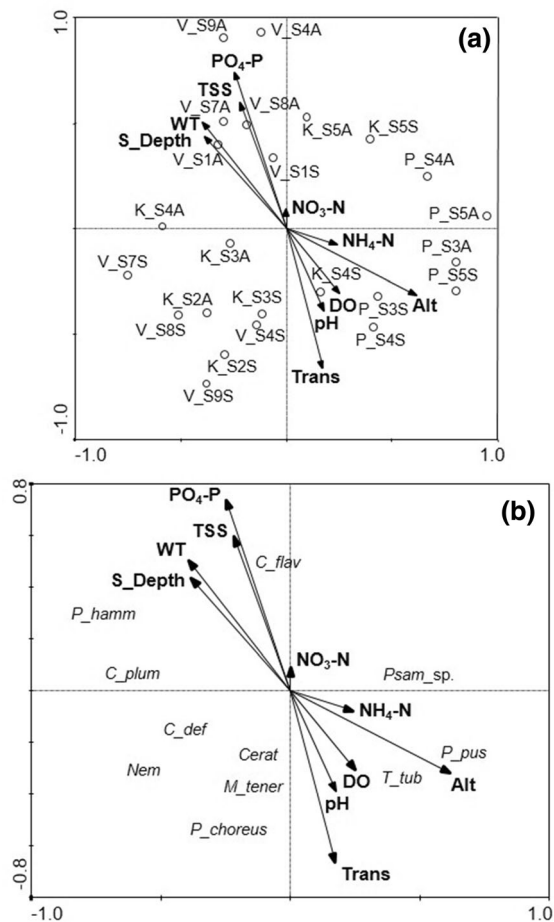 1.0
(a)
V_S9A V_S4A
PO₄-P
TSS
V_S7A V_S8A
WT K_S5A K_S5S
S_Depth
V_S1A V_S1S P_S4A
NO₃-N
K_S4A P_S5A
NH₄-N
K_S3A P_S3A
V_S7S K_S4S P_S5S
K_S2A K_S3S DO P_S3S Alt
V_S8S V_S4S pH P_S4S
K_S2S
Trans
V_S9S
-1.0
-1.0 1.0
0.8
(b)
PO₄-P
TSS
WT C_flav
S_Depth
P_hamm
NO₃-N
C_plum Psam_sp.
NH₄-N
C_def
Cerat P_pus
Nem DO T_tub Alt
M_tener pH
P_choreus
Trans
-0.8
-1.0 1.0